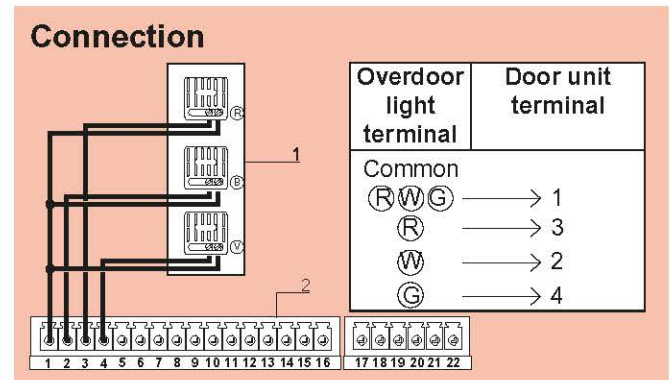 Connection
R
1
B
V
2
1 2 3 4 5 6 7 8 9 10 11 12 13 14 15 16
17 18 19 20 21 22
Overdoor light terminal
Door unit terminal
Common
R W G → 1
R → 3
W → 2
G → 4